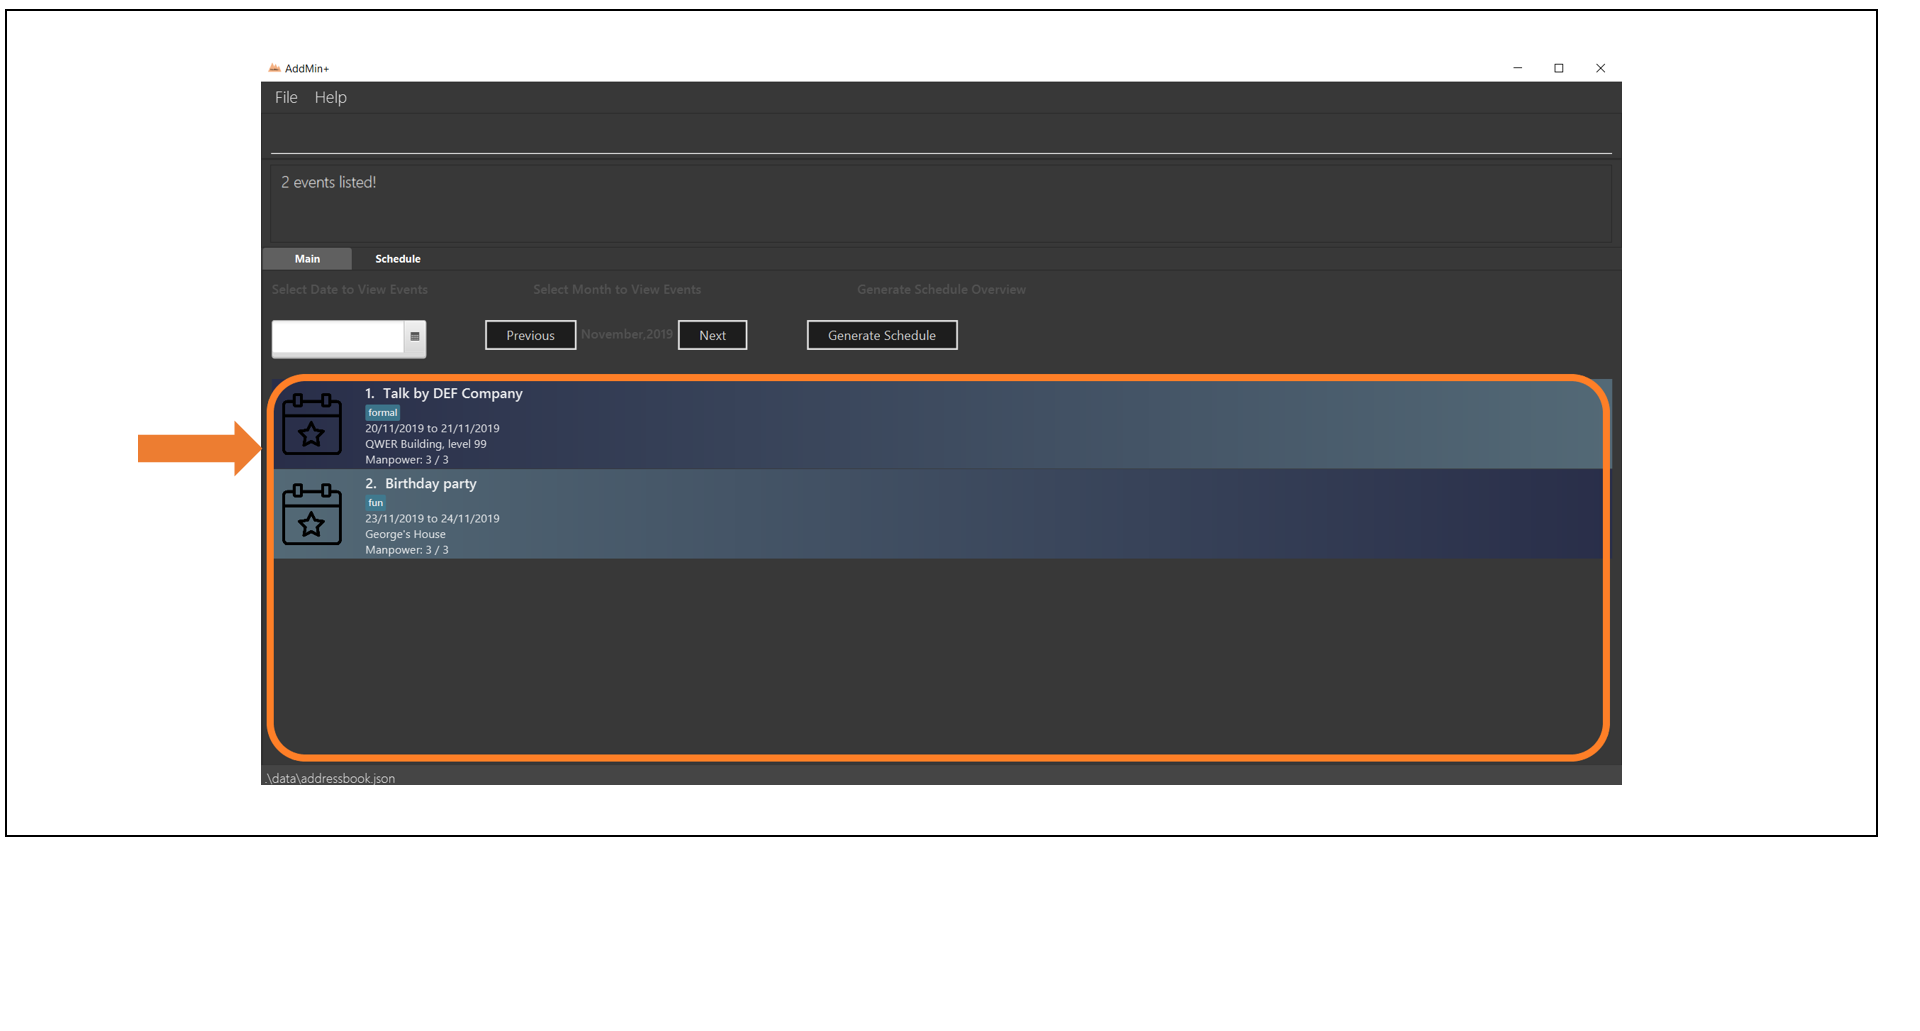 AddMin+
File Help
2 events listed!
Main Schedule
Select Date to View Events Select Month to View Events Generate Schedule Overview
Previous November,2019 Next Generate Schedule
1. Talk by DEF Company
formal
20/11/2019 to 21/11/2019
QWER Building, level 99
Manpower: 3 / 3
2. Birthday party
fun
23/11/2019 to 24/11/2019
George's House
Manpower: 3 / 3
.\data\addressbook.json